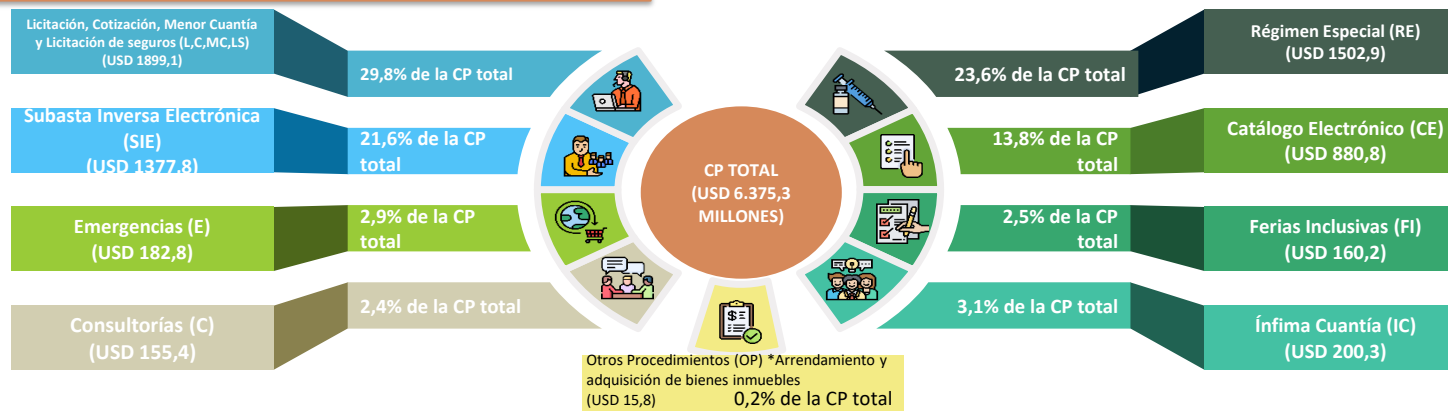 Licitación, Cotización, Menor Cuantía
y Licitación de seguros (L,C,MC,LS)
(USD 1899,1)
29,8% de la CP total
Subasta Inversa Electrónica
(SIE)
(USD 1377,8)
21,6% de la CP
total
Emergencias (E)
(USD 182,8)
2,9% de la CP
total
Consultorías (C)
(USD 155,4)
2,4% de la CP total
CP TOTAL
(USD 6.375,3
MILLONES)
Régimen Especial (RE)
(USD 1502,9)
23,6% de la CP total
Catálogo Electrónico (CE)
(USD 880,8)
13,8% de la CP
total
Ferias Inclusivas (FI)
(USD 160,2)
2,5% de la CP
total
Ínfima Cuantía (IC)
(USD 200,3)
3,1% de la CP total
Otros Procedimientos (OP) *Arrendamiento y
adquisición de bienes inmuebles
(USD 15,8) 0,2% de la CP total